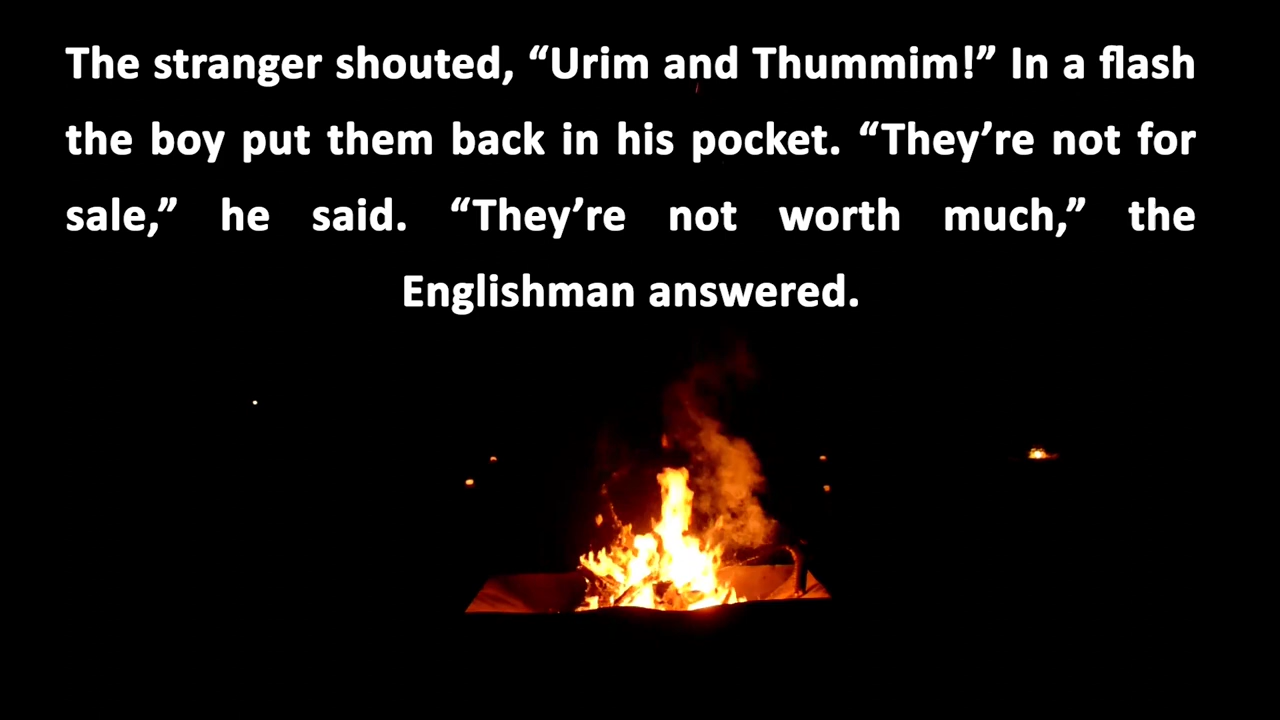 The stranger shouted, “Urim and Thummim!” In a flash
the boy put them back in his pocket. “They’re not for
sale,” he said. “They’re not worth much,” the
Englishman answered.